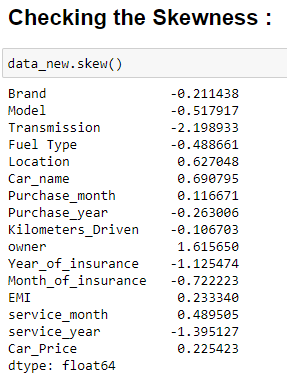 Checking the Skewness :
data_new.skew()
Brand -0.211438
Model -0.517917
Transmission -2.198933
Fuel Type -0.488661
Location 0.627048
Car_name 0.690795
Purchase_month 0.116671
Purchase_year -0.263006
Kilometers_Driven -0.106703
owner 1.615650
Year_of_insurance -1.125474
Month_of_insurance -0.722223
EMI 0.233340
service_month 0.489505
service_year -1.395127
Car_Price 0.225423
dtype: float64